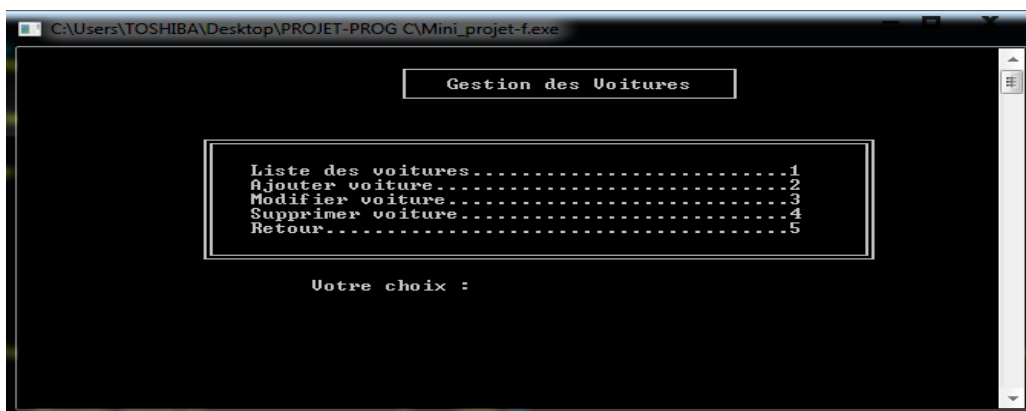 C:\Users\TOSHIBA\Desktop\PROJET-PROG C\Mini_projet-f.exe
Gestion des Voitures
Liste des voitures.........................1
Ajouter voiture............................2
Modifier voiture...........................3
Supprimer voiture..........................4
Retour.....................................5
Votre choix :